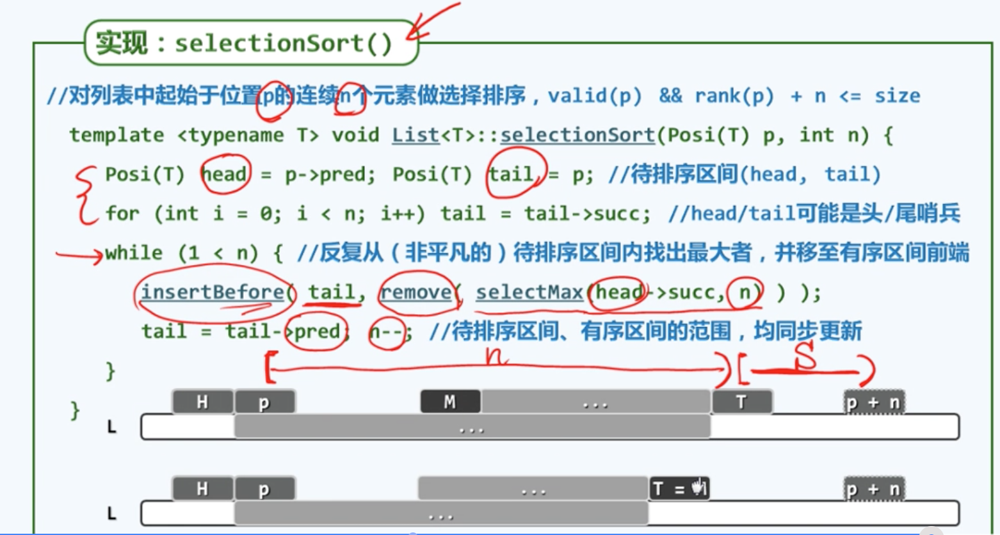 实现：selectionSort()
//对列表中起始于位置p的连续n个元素做选择排序，valid(p) && rank(p) + n <= size
template <typename T> void List<T>::selectionSort(Posi(T) p, int n) {
Posi(T) head = p->pred; Posi(T) tail = p; //待排序区间(head, tail)
for (int i = 0; i < n; i++) tail = tail->succ; //head/tail可能是头/尾哨兵
while (1 < n) { //反复从（非平凡的）待排序区间内找出最大者，并移至有序区间前端
insertBefore( tail, remove( selectMax(head->succ, n) ) );
tail = tail->pred; n--; //待排序区间、有序区间的范围，均同步更新
[ n ) [ S )
}
H p M ... T p + n
}
L ...
H p ... T = p + n
L ...